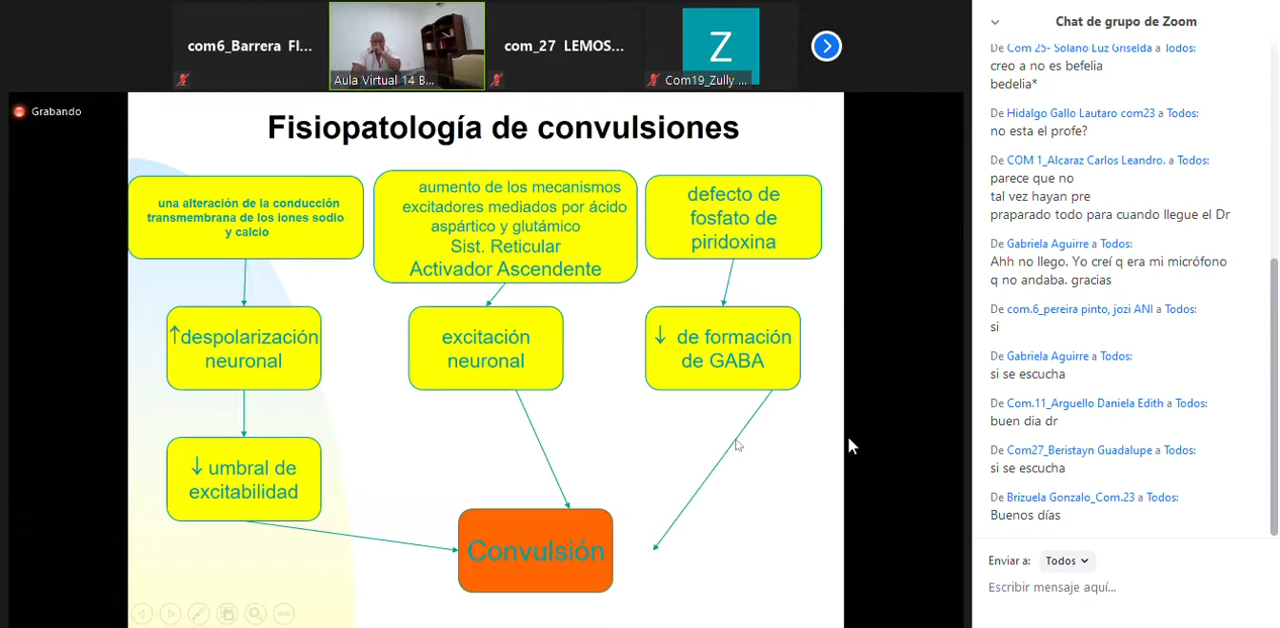 com6_Barrera Fl...
Aula Virtual 14 B...
com_27 LEMOS...
Z
Com19_Zully ...
Grabando
Fisiopatología de convulsiones
una alteración de la conducción
transmembrana de los iones sodio
y calcio
aumento de los mecanismos
excitadores mediados por ácido
aspártico y glutámico
Sist. Reticular
Activador Ascendente
defecto de
fosfato de
piridoxina
↑despolarización
neuronal
excitación
neuronal
↓ de formación
de GABA
↓ umbral de
excitabilidad
Convulsión
Chat de grupo de Zoom
De Com 25- Solano Luz Griselda a Todos:
creo a no es befelia
bedelia*
De Hidalgo Gallo Lautaro com23 a Todos:
no esta el profe?
De COM 1_Alcaraz Carlos Leandro. a Todos:
parece que no
tal vez hayan pre
praparado todo para cuando llegue el Dr
De Gabriela Aguirre a Todos:
Ahh no llego. Yo creí q era mi micrófono
q no andaba. gracias
De com.6_pereira pinto, jozi ANI a Todos:
si
De Gabriela Aguirre a Todos:
si se escucha
De Com.11_Arguello Daniela Edith a Todos:
buen dia dr
De Com27_Beristayn Guadalupe a Todos:
si se escucha
De Brizuela Gonzalo_Com.23 a Todos:
Buenos días
Enviar a: Todos
Escribir mensaje aquí...